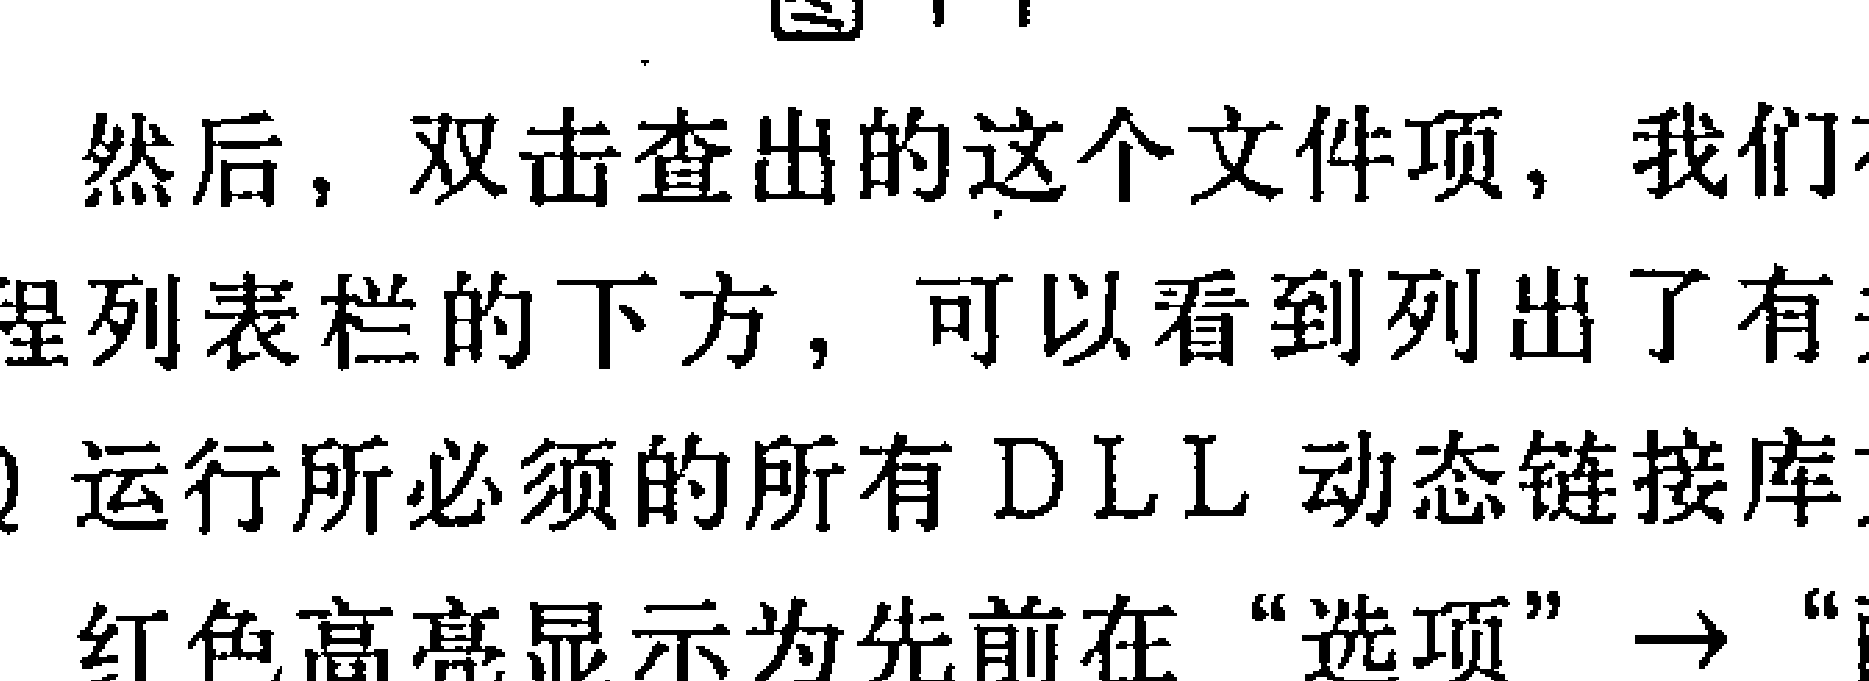 然后，双击查出的这个文件项，我们
程列表栏的下方，可以看到列出了有
运行所必须的所有 DLL 动态链接库
红色高亮显示为先前在“选项”→“